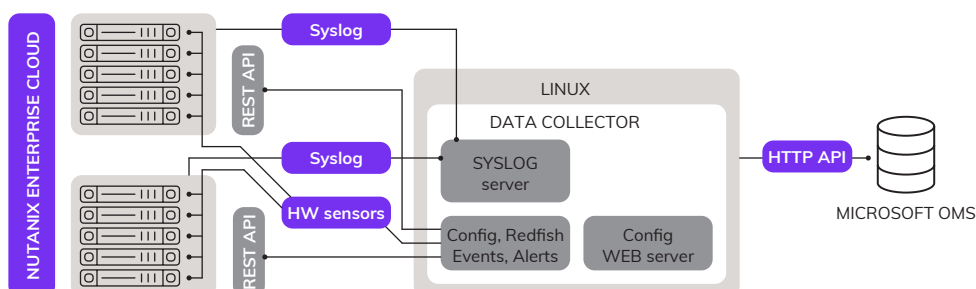 NUTANIX ENTERPRISE CLOUD
Syslog
REST API
Syslog
HW sensors
REST API
LINUX
DATA COLLECTOR
SYSLOG
server
Config, Redfish
Events, Alerts
Config
WEB server
HTTP API
MICROSOFT OMS